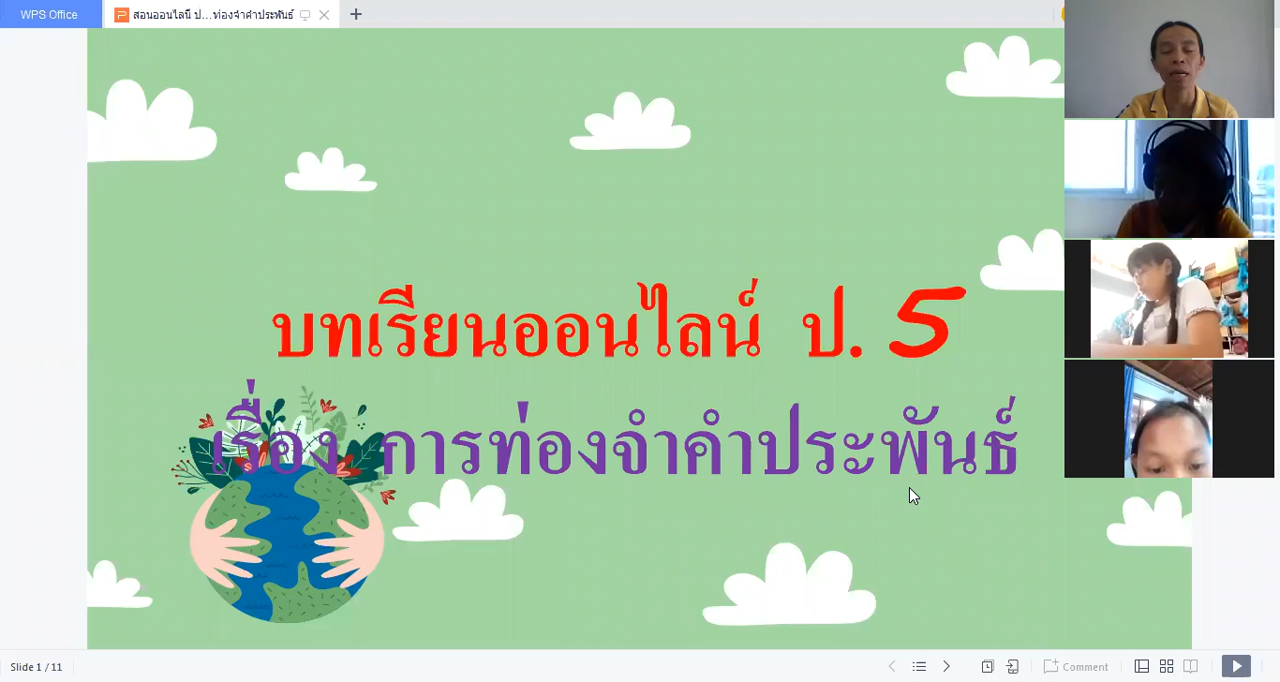 WPS Office
สอนออนไลน์ ป...ท่องจำคำประพันธ์
บทเรียนออนไลน์ ป. 5
เรื่อง การท่องจำคำประพันธ์
Slide 1 / 11
Comment